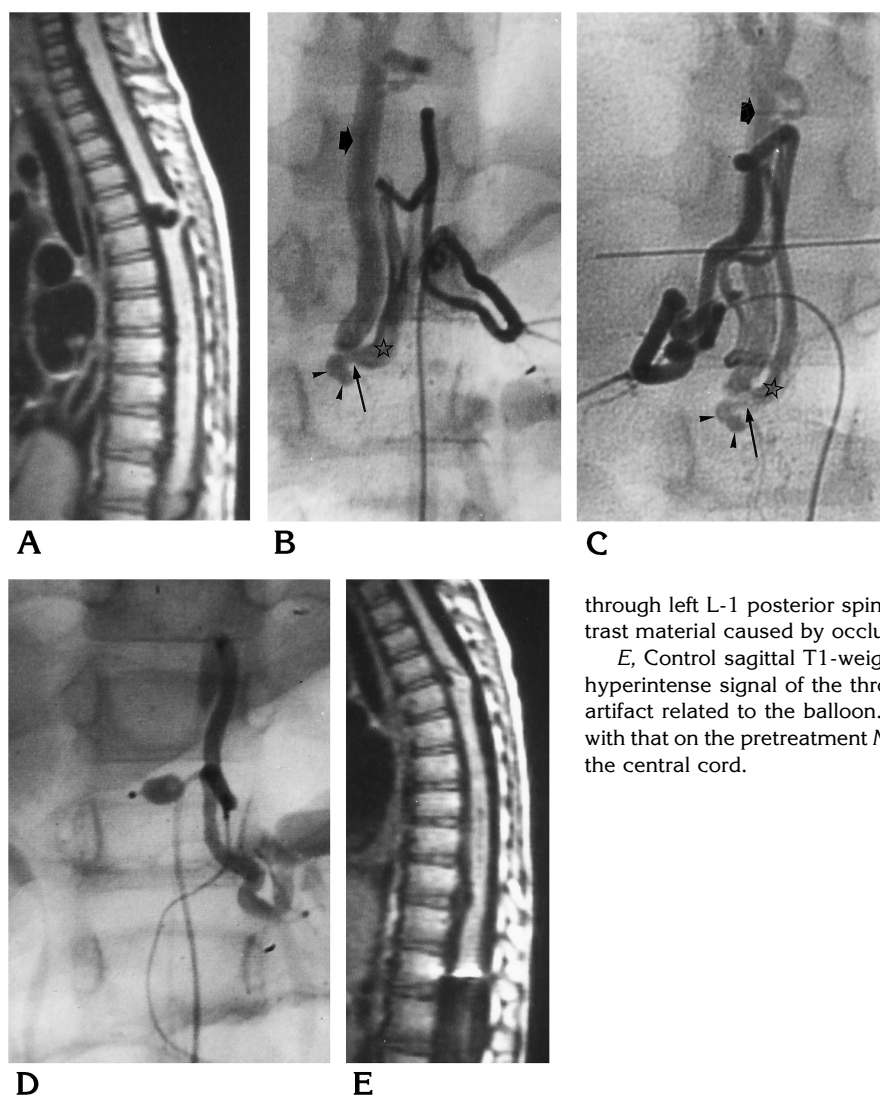 A
B
C
D
E
through left L-1 posterior spin
trast material caused by occlu
E, Control sagittal T1-weig
hyperintense signal of the thro
artifact related to the balloon.
with that on the pretreatment
the central cord.